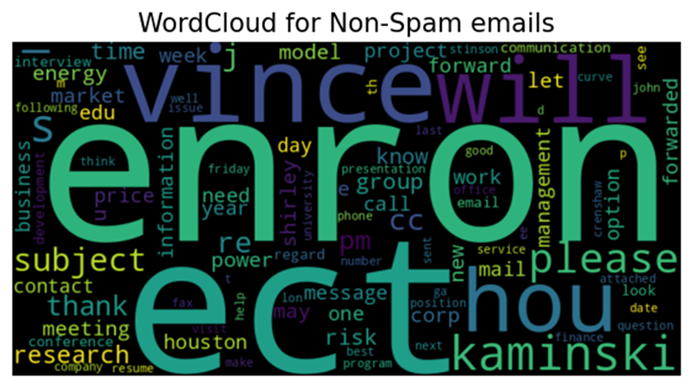 WordCloud for Non-Spam emails
interview time week j model project stinson communication see
energy m forward th let curve john
market edu vince will
following s well issue d forwarded
enron
business think information day last good p
development friday know presentation work management option crenshaw
price need shirley university e group office
u year call email
re pm phone cc ee
subject power regard number sent new service please
contact t message mail attached
ect hou
thank fax lon may one ga position corp look date
meeting help risk question
conference visit houston best next finance
research company resume make program kaminski